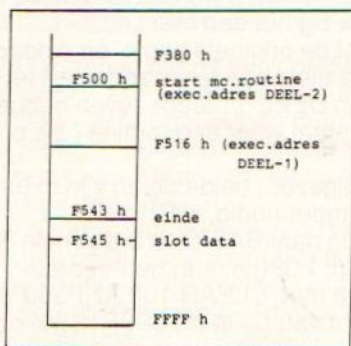 F380 h
F500 h start mc.routine
(exec.adres DEEL-2)
F516 h (exec.adres
DEEL-1)
F543 h einde
F545 h slot data
FFFF h